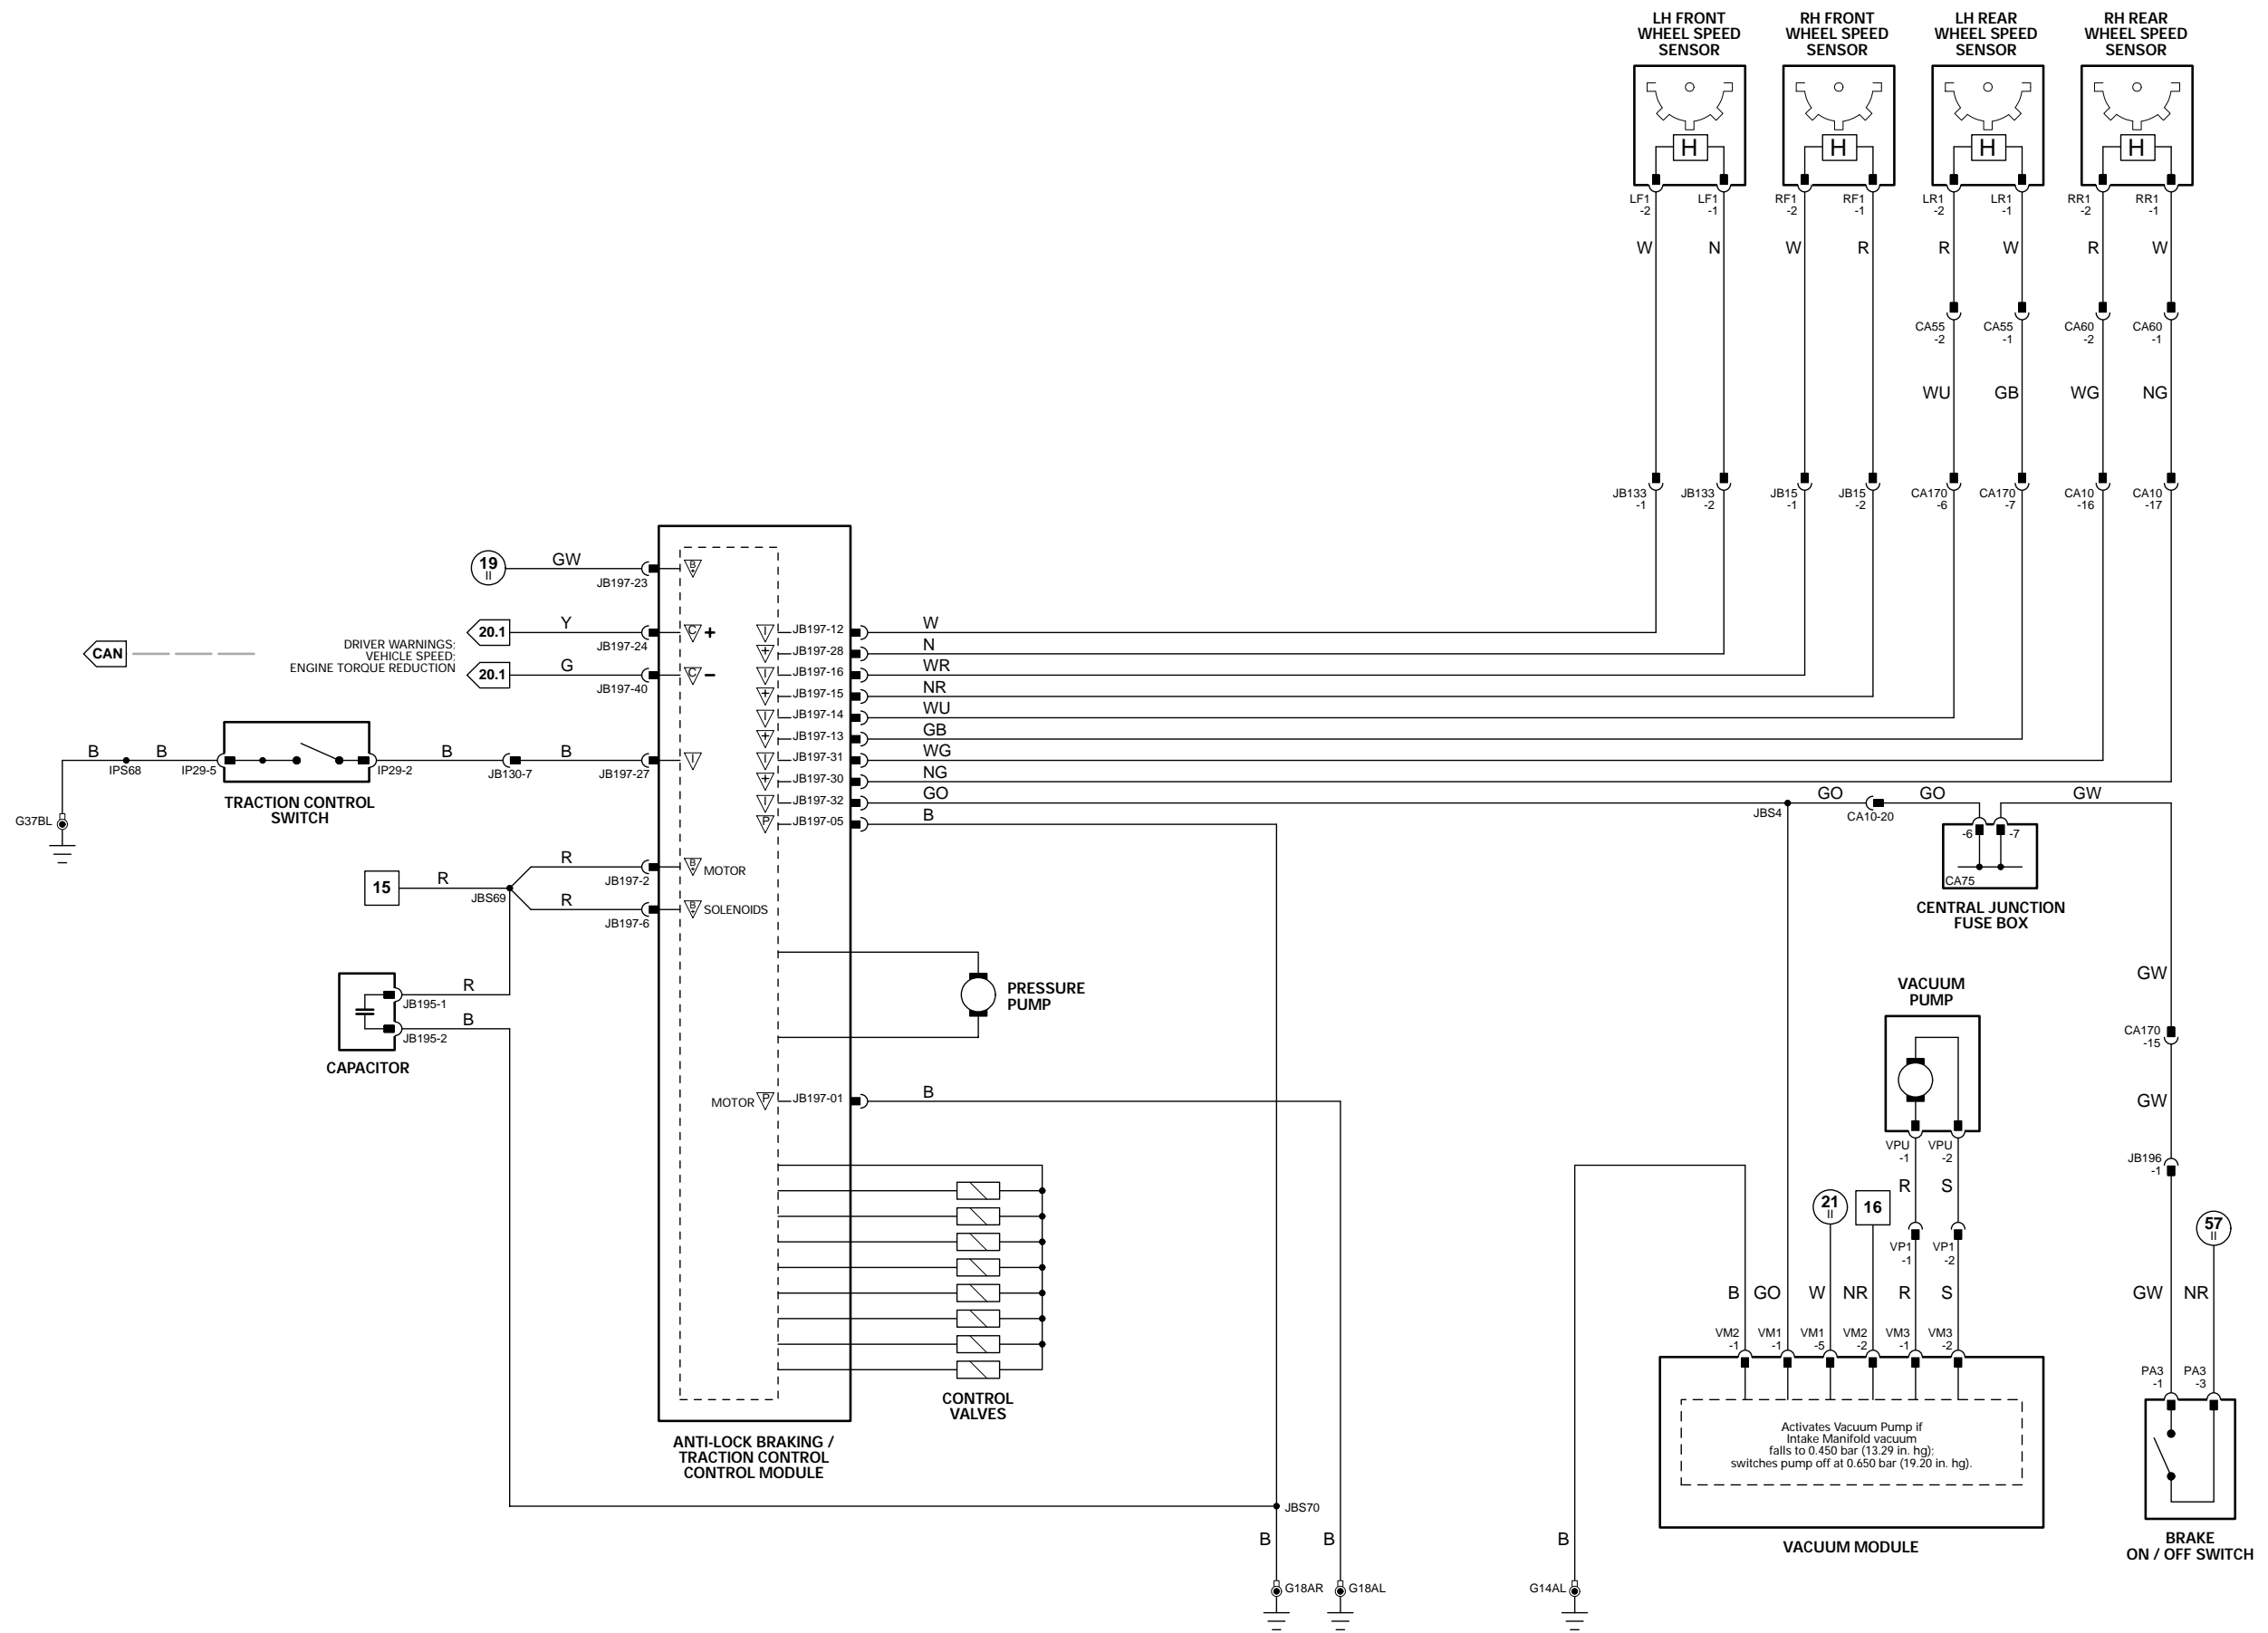 LH FRONT
WHEEL SPEED
SENSOR
RH FRONT
WHEEL SPEED
SENSOR
LH REAR
WHEEL SPEED
SENSOR
RH REAR
WHEEL SPEED
SENSOR
H
H
H
H
LF1
-2
LF1
-1
RF1
-2
RF1
-1
LR1
-2
LR1
-1
RR1
-2
RR1
-1
W
N
W
R
R
W
R
W
CA55
-2
CA55
-1
CA60
-2
CA60
-1
WU
GB
WG
NG
JB133
-1
JB133
-2
JB15
-1
JB15
-2
CA170
-6
CA170
-7
CA10
-16
CA10
-17
19
II
GW
JB197-23
B
+
20.1
Y
JB197-24
C
+
CAN
DRIVER WARNINGS;
VEHICLE SPEED;
ENGINE TORQUE REDUCTION
20.1
G
JB197-40
C
–
I
JB197-12
W
+
JB197-28
N
I
JB197-16
WR
+
JB197-15
NR
I
JB197-14
WU
+
JB197-13
GB
I
JB197-31
WG
+
JB197-30
NG
I
JB197-32
GO
P
JB197-05
B
B
IPS68
B
IP29-5
IP29-2
B
JB130-7
B
JB197-27
I
TRACTION CONTROL
SWITCH
G37BL
JBS4
GO
CA10-20
GO
GW
-6
-7
CA75
CENTRAL JUNCTION
FUSE BOX
15
R
JBS69
R
JB197-2
B
+
MOTOR
R
JB197-6
B
+
SOLENOIDS
R
JB195-1
B
JB195-2
CAPACITOR
PRESSURE
PUMP
MOTOR
P
JB197-01
B
CONTROL
VALVES
ANTI-LOCK BRAKING /
TRACTION CONTROL
CONTROL MODULE
JBS70
B
B
G18AR
G18AL
B
G14AL
VACUUM
PUMP
VPU
-1
VPU
-2
R
S
21
II
16
VP1
-1
VP1
-2
B
GO
W
NR
R
S
VM2
-1
VM1
-1
VM1
-5
VM2
-2
VM3
-1
VM3
-2
Activates Vacuum Pump if
Intake Manifold vacuum
falls to 0.450 bar (13.29 in. hg);
switches pump off at 0.650 bar (19.20 in. hg).
VACUUM MODULE
GW
CA170
-15
GW
JB196
-1
57
II
GW
NR
PA3
-1
PA3
-3
BRAKE
ON / OFF SWITCH